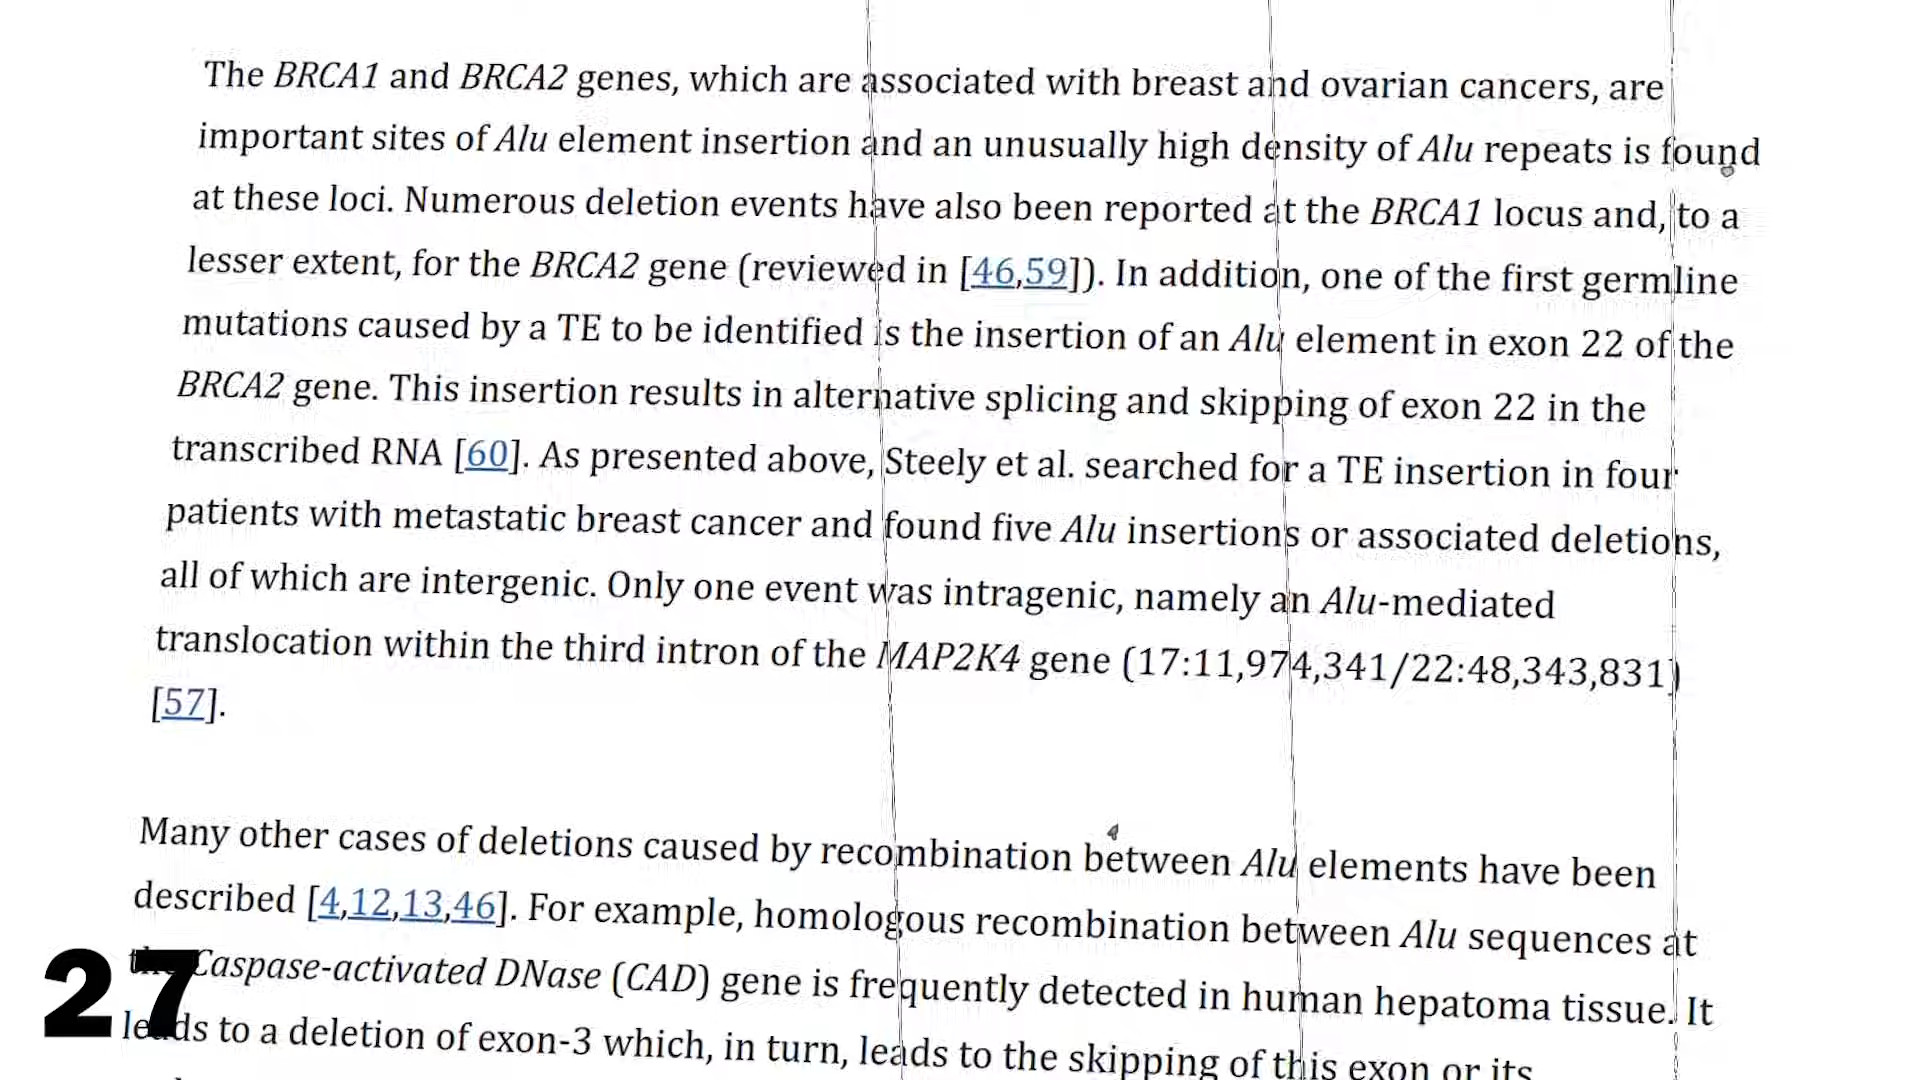 The BRCA1 and BRCA2 genes, which are associated with breast and ovarian cancers, are
important sites of Alu element insertion and an unusually high density of Alu repeats is found
at these loci. Numerous deletion events have also been reported at the BRCA1 locus and, to a
lesser extent, for the BRCA2 gene (reviewed in [46,59]). In addition, one of the first germline
mutations caused by a TE to be identified is the insertion of an Alu element in exon 22 of the
BRCA2 gene. This insertion results in alternative splicing and skipping of exon 22 in the
transcribed RNA [60]. As presented above, Steely et al. searched for a TE insertion in four
patients with metastatic breast cancer and found five Alu insertions or associated deletions,
all of which are intergenic. Only one event was intragenic, namely an Alu-mediated
translocation within the third intron of the MAP2K4 gene (17:11,974,341/22:48,343,831)
[57].
Many other cases of deletions caused by recombination between Alu elements have been
described [4,12,13,46]. For example, homologous recombination between Alu sequences at
the Caspase-activated DNase (CAD) gene is frequently detected in human hepatoma tissue. It
leads to a deletion of exon-3 which, in turn, leads to the skipping of this exon or its
27